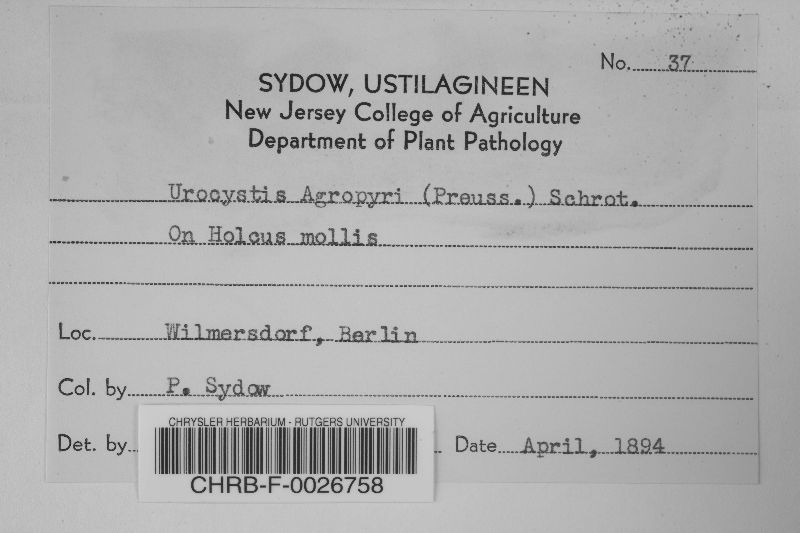 No. 37
SYDOW, USTILAGINEEN
New Jersey College of Agriculture
Department of Plant Pathology
Urocystis Agropyri (Preuss.) Schrot.
On Holcus mollis
Loc. Wilmersdorf, Berlin
Col. by P. Sydow
Det. by Date April, 1894
CHRYSLER HERBARIUM - RUTGERS UNIVERSITY
CHRB-F-0026758